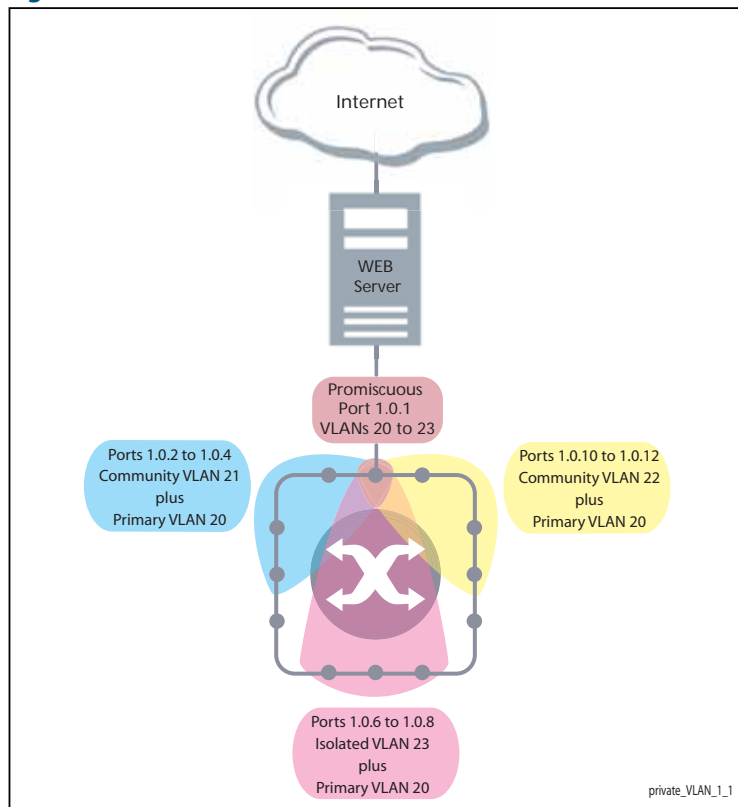 Internet
WEB
Server
Promiscuous
Port 1.0.1
VLANs 20 to 23
Ports 1.0.2 to 1.0.4
Community VLAN 21
plus
Primary VLAN 20
Ports 1.0.10 to 1.0.12
Community VLAN 22
plus
Primary VLAN 20
Ports 1.0.6 to 1.0.8
Isolated VLAN 23
plus
Primary VLAN 20
private_VLAN_1_1